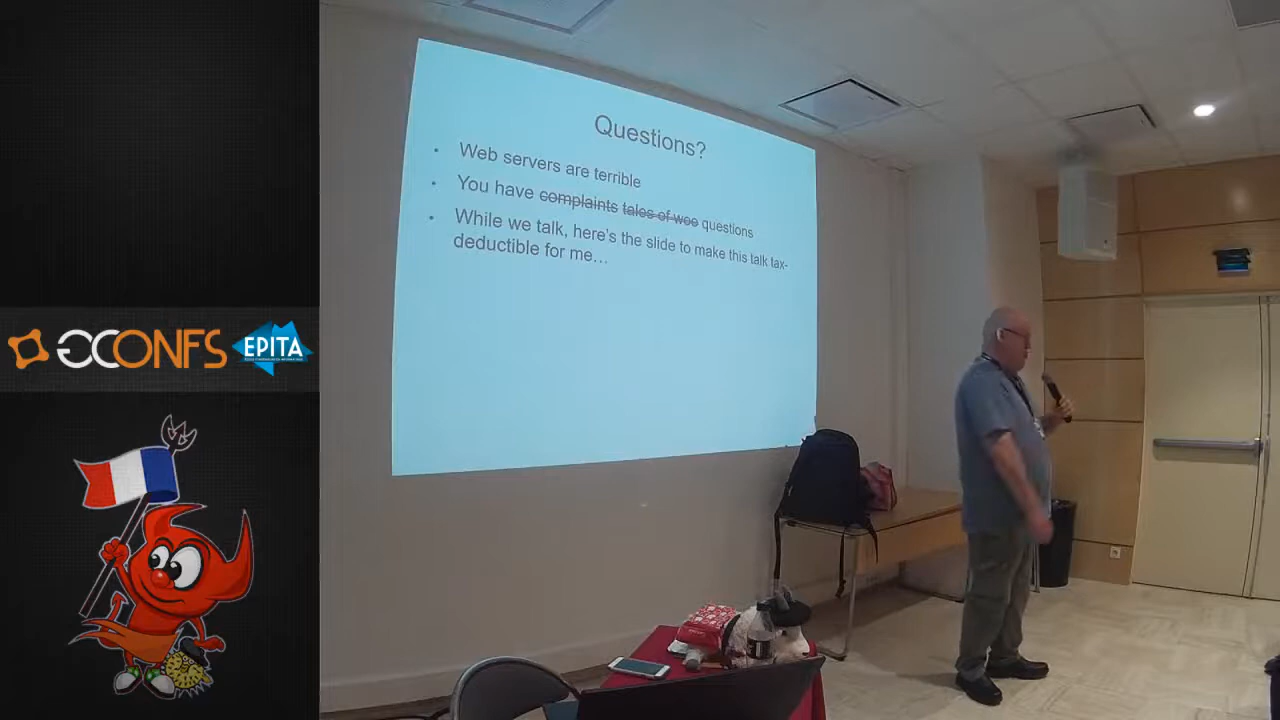 Questions?
• Web servers are terrible
• You have complaints tales of woe questions
• While we talk, here's the slide to make this talk tax-
deductible for me…
GCONFS
EPITA